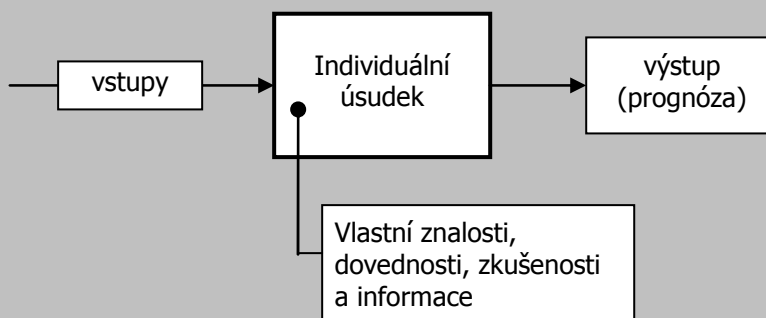 vstupy
Individuální
úsudek
výstup
(prognóza)
Vlastní znalosti,
dovednosti, zkušenosti
a informace